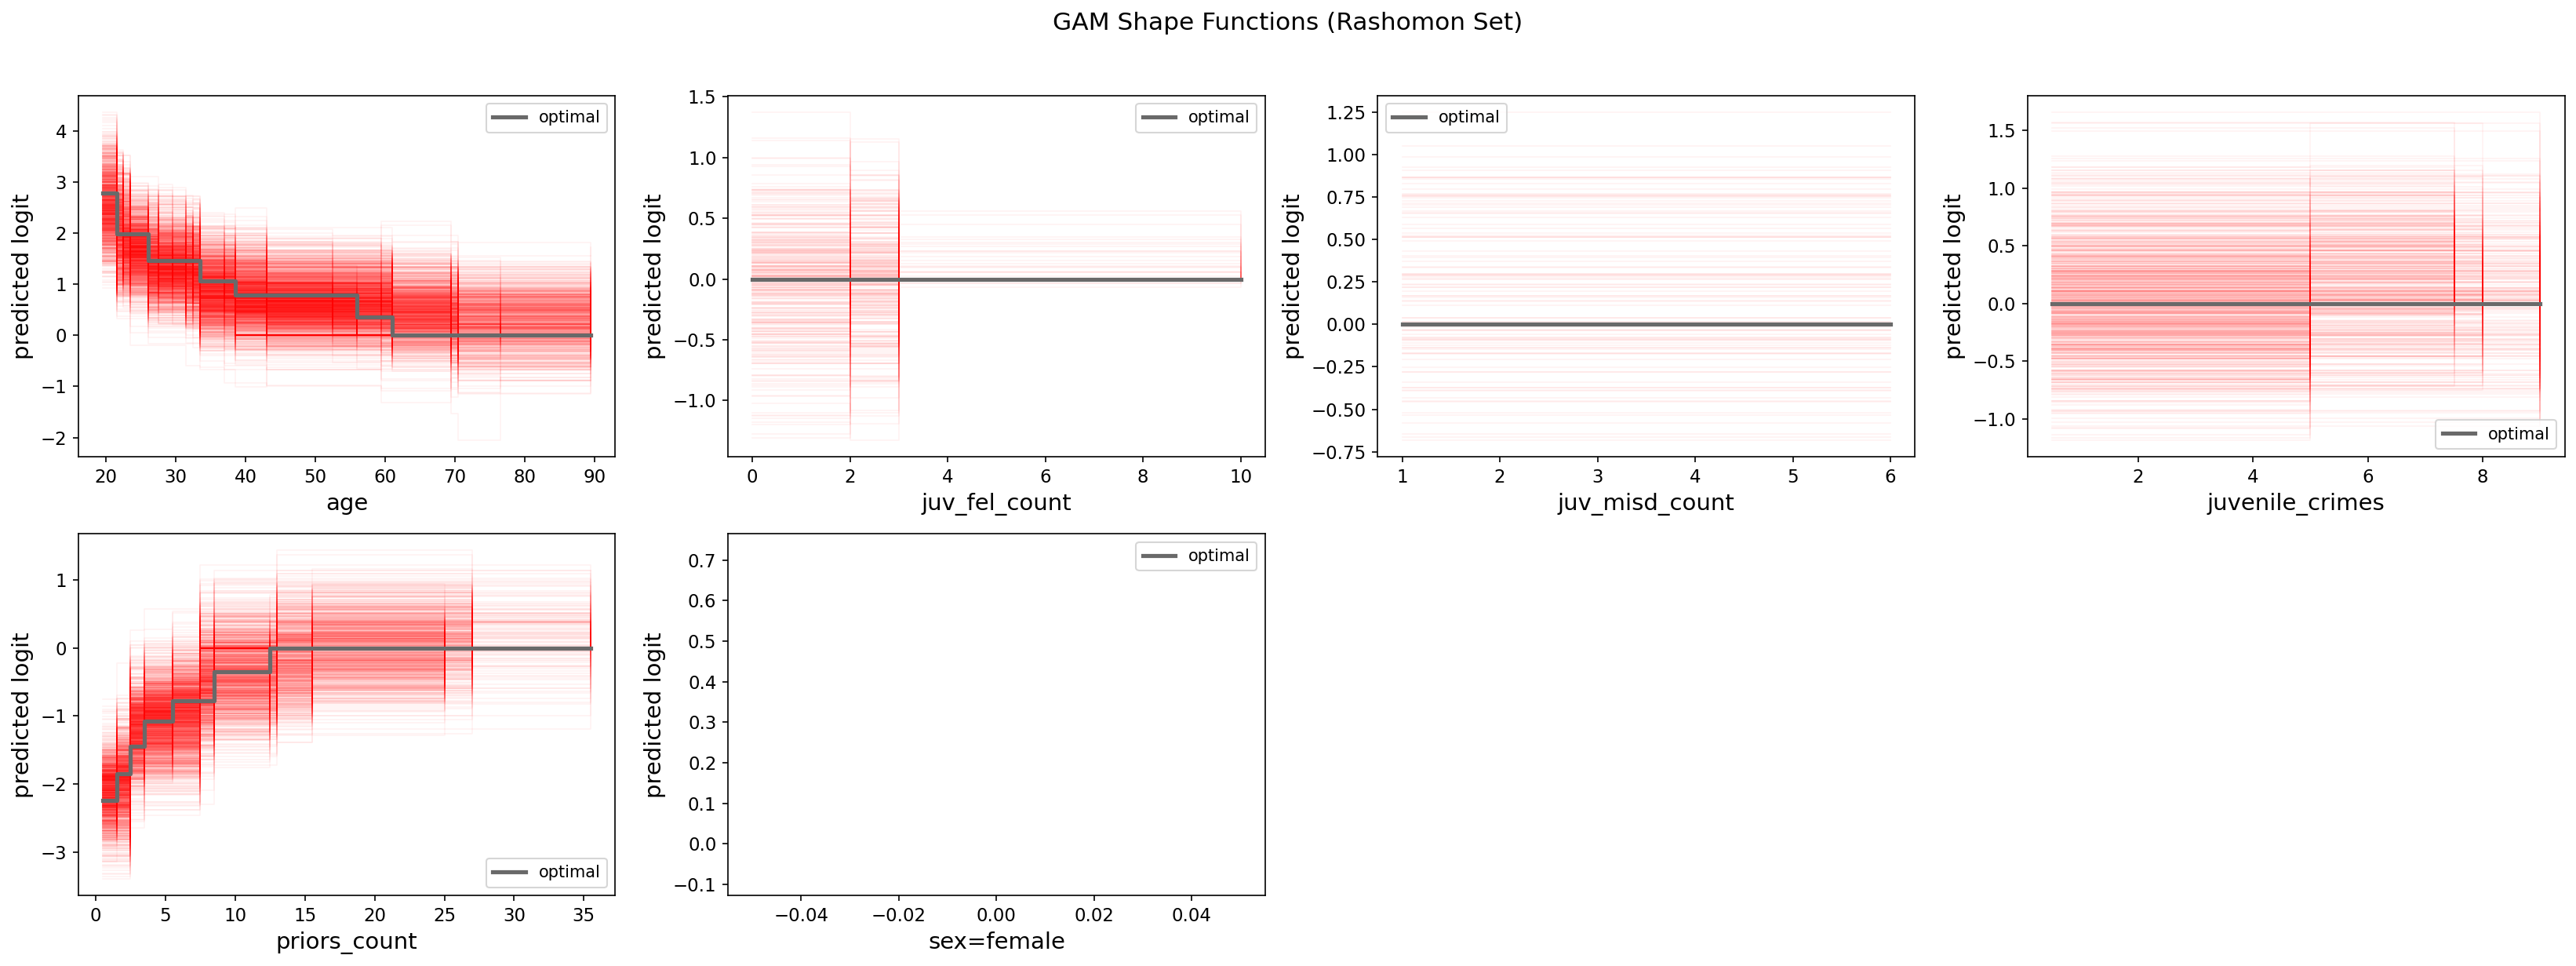 GAM Shape Functions (Rashomon Set)
predicted logit
4
3
2
1
0
−1
−2
optimal
20 30 40 50 60 70 80 90
age
predicted logit
1.5
1.0
0.5
0.0
−0.5
−1.0
optimal
0 2 4 6 8 10
juv_fel_count
predicted logit
1.25
1.00
0.75
0.50
0.25
0.00
−0.25
−0.50
−0.75
optimal
1 2 3 4 5 6
juv_misd_count
predicted logit
1.5
1.0
0.5
0.0
−0.5
−1.0
optimal
2 4 6 8
juvenile_crimes
predicted logit
1
0
−1
−2
−3
optimal
0 5 10 15 20 25 30 35
priors_count
predicted logit
0.7
0.6
0.5
0.4
0.3
0.2
0.1
0.0
−0.1
optimal
−0.04 −0.02 0.00 0.02 0.04
sex=female